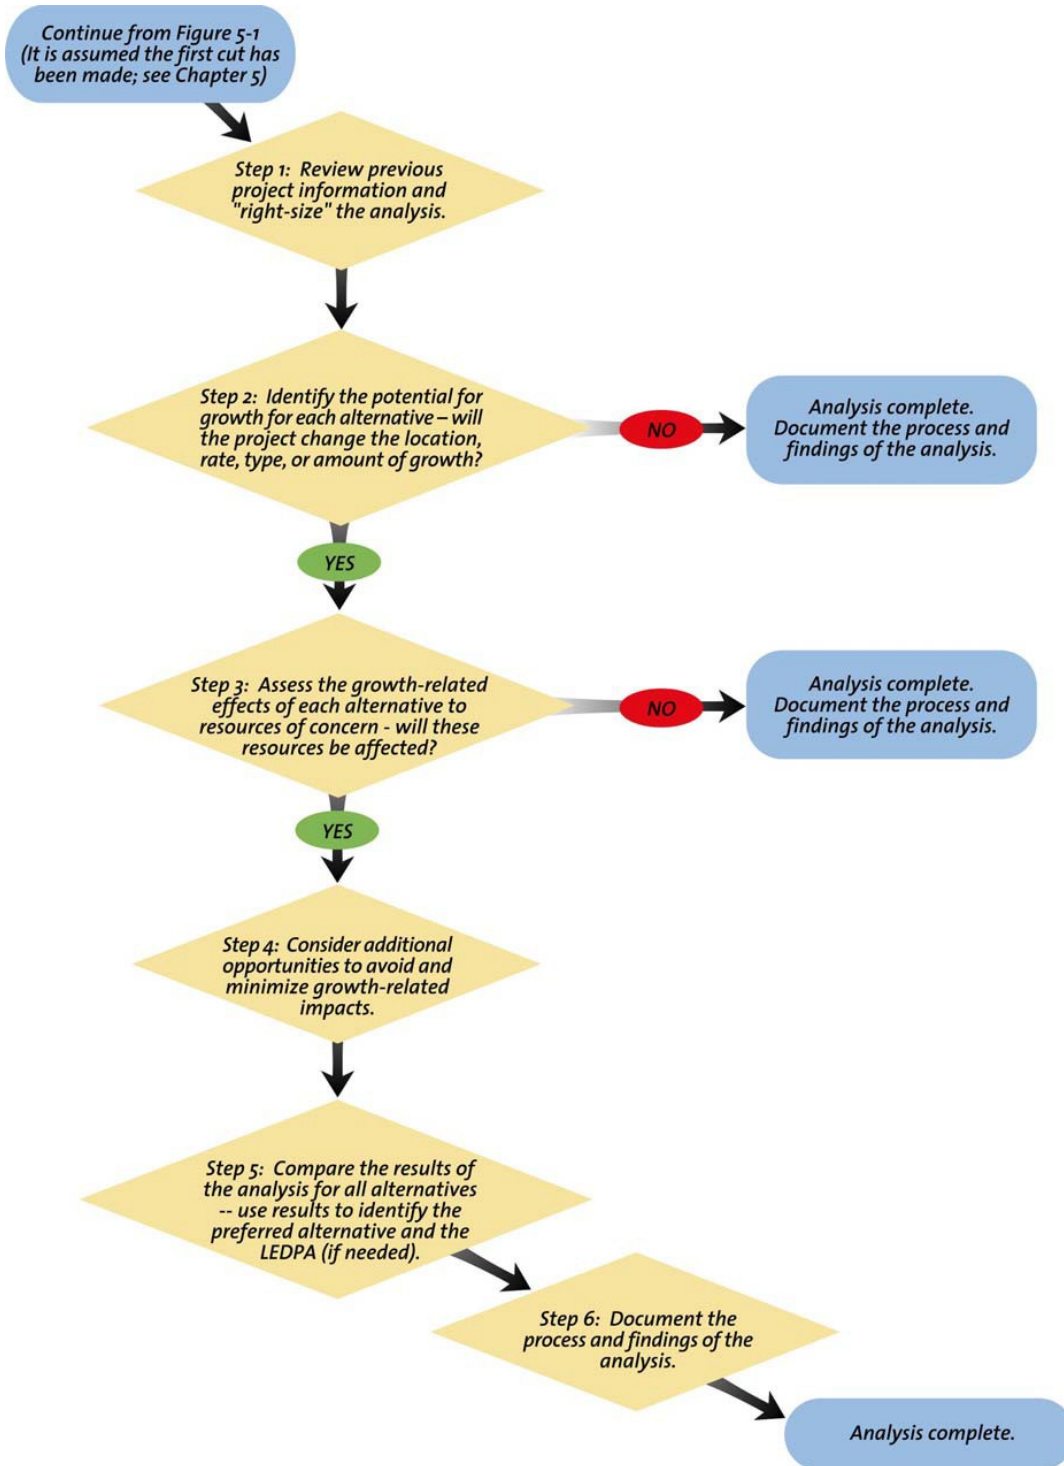 Continue from Figure 5-1
(It is assumed the first cut has
been made; see Chapter 5)
Step 1:  Review previous
project information and
"right-size" the analysis.
Step 2:  Identify the potential for
growth for each alternative – will
the project change the location,
rate, type, or amount of growth?
NO
Analysis complete.
Document the process and
findings of the analysis.
YES
Step 3:  Assess the growth-related
effects of each alternative to
resources of concern - will these
resources be affected?
NO
Analysis complete.
Document the process and
findings of the analysis.
YES
Step 4:  Consider additional
opportunities to avoid and
minimize growth-related
impacts.
Step 5:  Compare the results of
the analysis for all alternatives
-- use results to identify the
preferred alternative and the
LEDPA (if needed).
Step 6:  Document the
process and findings of the
analysis.
Analysis complete.